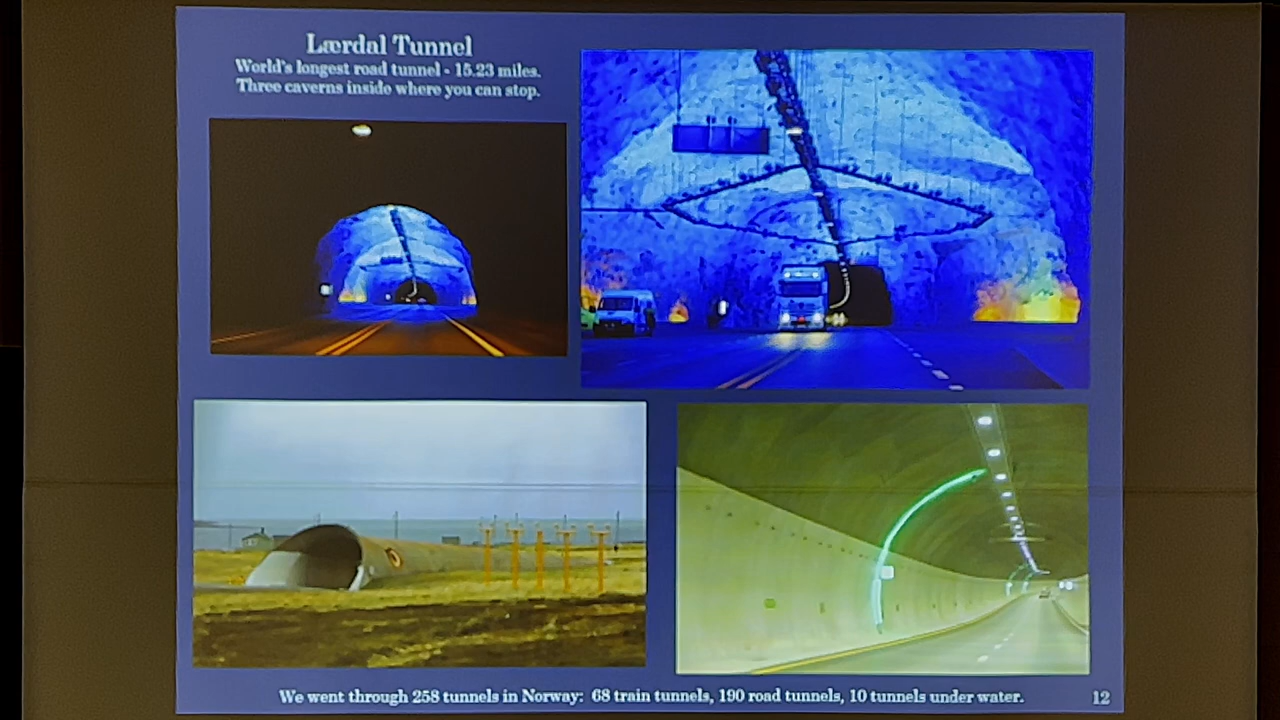 Lærdal Tunnel
World's longest road tunnel - 15.23 miles.
Three caverns inside where you can stop.
We went through 258 tunnels in Norway: 68 train tunnels, 190 road tunnels, 10 tunnels under water.
12